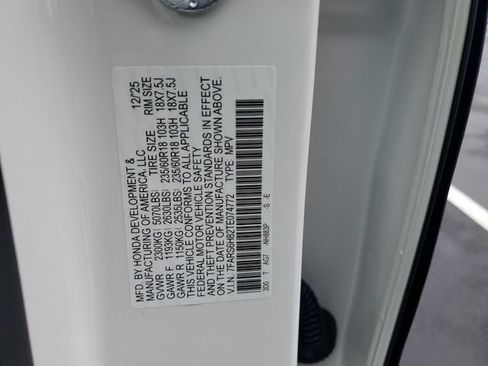 MFD. BY HONDA DEVELOPMENT & 12/'25
MANUFACTURING OF AMERICA, LLC
TIRE SIZE RIM SIZE
GVWR 2300KG( 5070LBS) 235/60R18 103H 18X7.5J
GAWR F 1193KG( 2630LBS) 235/60R18 103H 18X7.5J
GAWR R 1150KG( 2535LBS)
THIS VEHICLE CONFORMS TO ALL APPLICABLE
FEDERAL MOTOR VEHICLE SAFETY
AND THEFT PREVENTION STANDARDS IN EFFECT
ON THE DATE OF MANUFACTURE SHOWN ABOVE.
V.I.N.: TYPE: MPV
-S -E